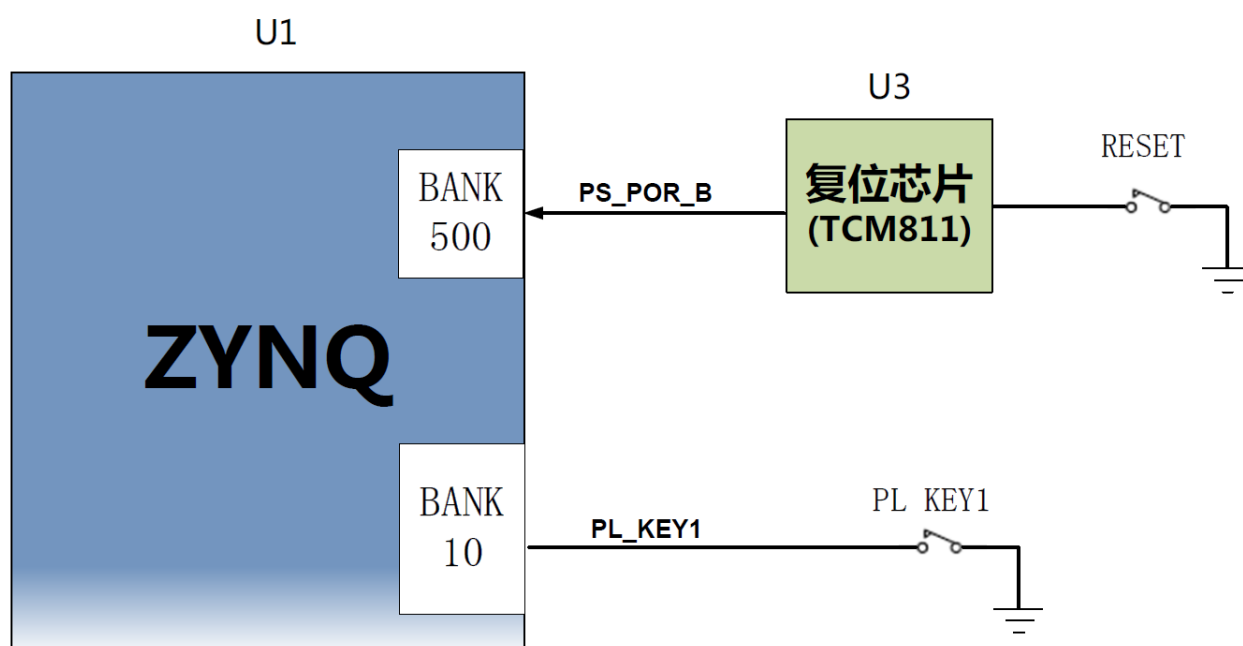 U1
U3
RESET
复位芯片
(TCM811)
PS_POR_B
BANK
500
ZYNQ
BANK
10
PL_KEY1
PL KEY1